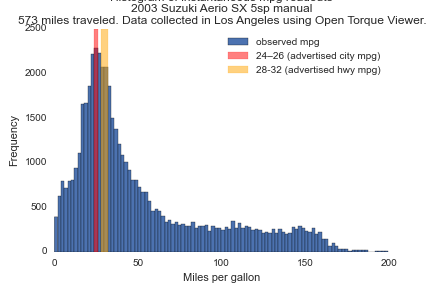 2003 Suzuki Aerio SX 5sp manual
573 miles traveled. Data collected in Los Angeles using Open Torque Viewer.
2500
2000
1500
1000
500
0
Frequency
observed mpg
24–26 (advertised city mpg)
28-32 (advertised hwy mpg)
0 50 100 150 200
Miles per gallon